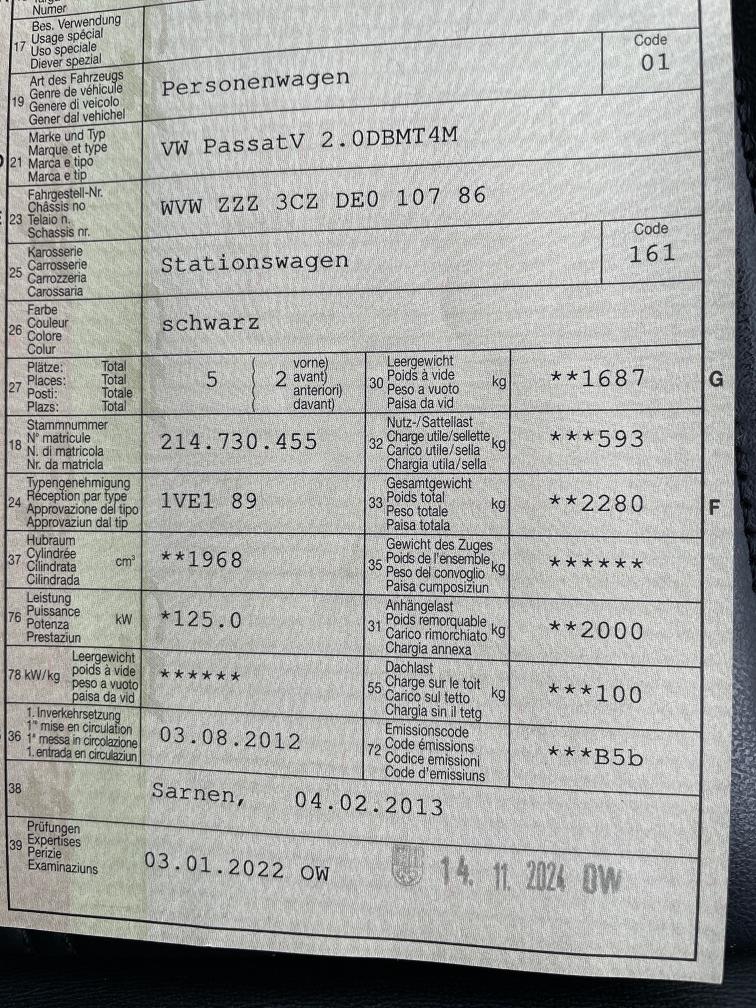 Numer
17 Bes. Verwendung
Usage spécial
Uso speciale
Diever spezial
19 Art des Fahrzeugs
Genre de véhicule
Genere di veicolo
Gener dal vehichel
Personenwagen
Code
01
21 Marke und Typ
Marque et type
Marca e tipo
Marca e tip
VW PassatV 2.0DBMT4M
23 Fahrgestell-Nr.
Châssis no
Telaio n.
Schassis nr.
WVW ZZZ 3CZ DE0 107 86
25 Karosserie
Carrosserie
Carrozzeria
Carossaria
Stationswagen
Code
161
26 Farbe
Couleur
Colore
Colur
schwarz
27 Plätze: Total
Places: Total
Posti: Totale
Plazs: Total
5 ( 2 vorne)
avant)
anteriori)
davant)
30 Leergewicht
Poids à vide
Peso a vuoto
Paisa da vid
kg
**1687
G
18 Stammnummer
N° matricule
N. di matricola
Nr. da matricla
214.730.455
32 Nutz-/Sattellast
Charge utile/sellette
Carico utile/sella
Chargia utila/sella
kg
***593
24 Typengenehmigung
Réception par type
Approvazione del tipo
Approvaziun dal tip
1VE1 89
33 Gesamtgewicht
Poids total
Peso totale
Paisa totala
kg
**2280
F
37 Hubraum
Cylindrée
Cilindrata
Cilindrada
cm³
**1968
35 Gewicht des Zuges
Poids de l'ensemble
Peso del convoglio
Paisa cumposiziun
kg
******
76 Leistung
Puissance
Potenza
Prestaziun
kW
*125.0
31 Anhängelast
Poids remorquable
Carico rimorchiato
Chargia annexa
kg
**2000
78 kW/kg Leergewicht
poids à vide
peso a vuoto
paisa da vid
******
55 Dachlast
Charge sur le toit
Carico sul tetto
Chargia sin il tetg
kg
***100
36 1. Inverkehrsetzung
1re mise en circulation
1a messa in circolazione
1. entrada en circulaziun
03.08.2012
72 Emissionscode
Code émissions
Codice emissioni
Code d'emissiuns
***B5b
38 Sarnen, 04.02.2013
39 Prüfungen
Expertises
Perizie
Examinaziuns
03.01.2022 OW
14. 11. 2024 OW